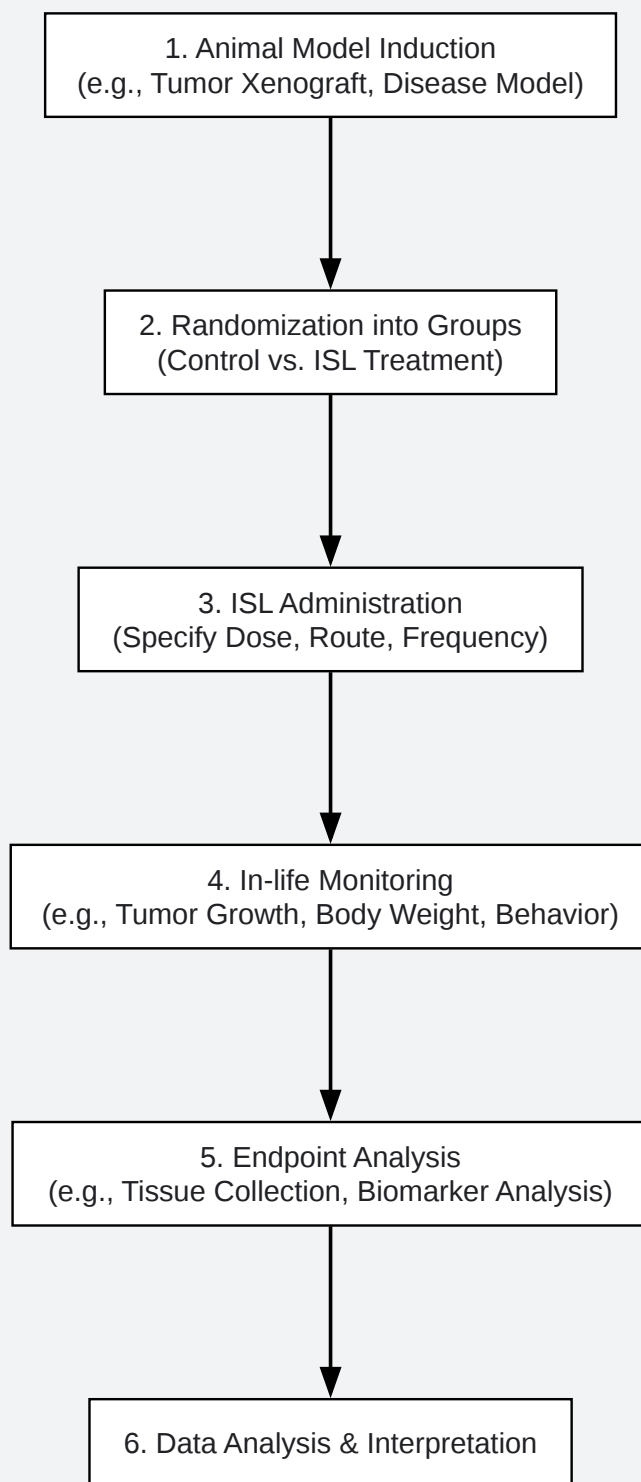 1. Animal Model Induction
(e.g., Tumor Xenograft, Disease Model)
2. Randomization into Groups
(Control vs. ISL Treatment)
3. ISL Administration
(Specify Dose, Route, Frequency)
4. In-life Monitoring
(e.g., Tumor Growth, Body Weight, Behavior)
5. Endpoint Analysis
(e.g., Tissue Collection, Biomarker Analysis)
6. Data Analysis & Interpretation